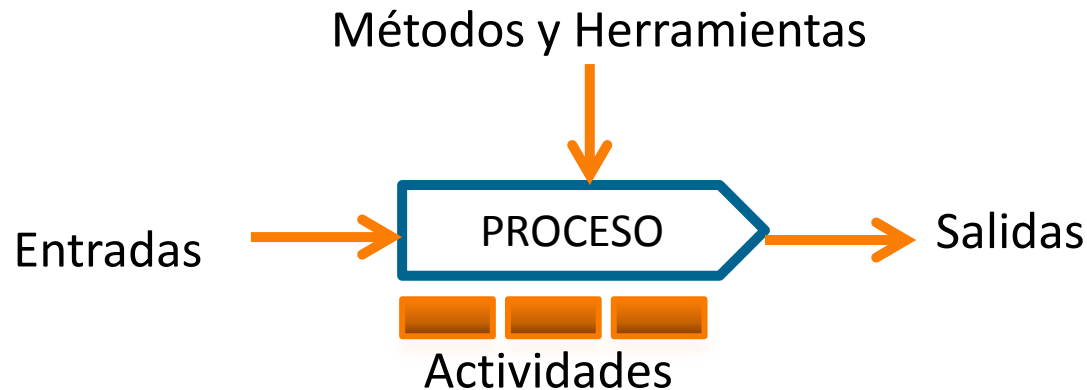 Métodos y Herramientas
Entradas
PROCESO
Salidas
Actividades